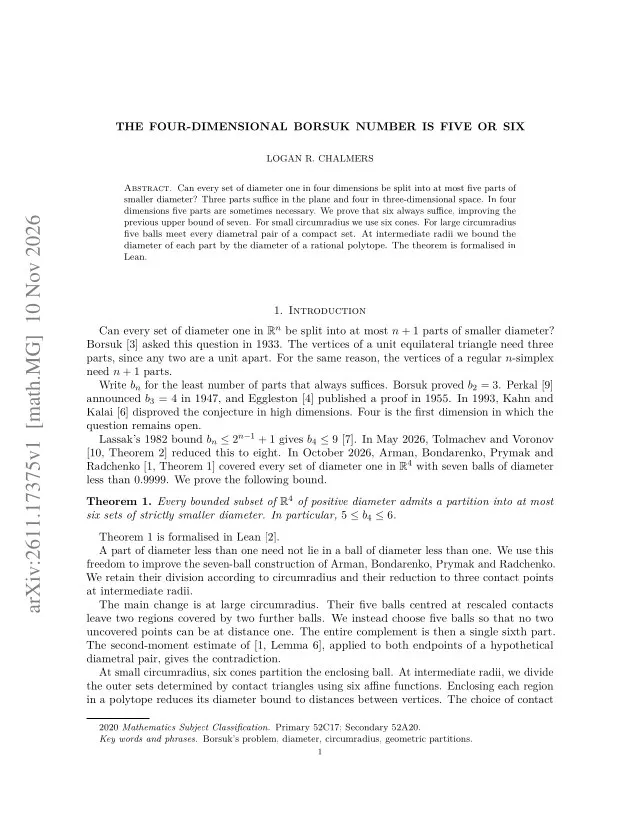 THE FOUR-DIMENSIONAL BORSUK NUMBER IS FIVE OR SIX
LOGAN R. CHALMERS
Abstract. Can every set of diameter one in four dimensions be split into at most five parts of
smaller diameter? Three parts suffice in the plane and four in three-dimensional space. In four
dimensions five parts are sometimes necessary. We prove that six always suffice, improving the
previous upper bound of seven. For small circumradius we use six cones. For large circumradius
five balls meet every diametral pair of a compact set. At intermediate radii we bound the
diameter of each part by the diameter of a rational polytope. The theorem is formalised in
Lean.
arXiv:2611.17375v1 [math.MG] 10 Nov 2026
1. Introduction
Can every set of diameter one in ℝⁿ be split into at most n + 1 parts of smaller diameter?
Borsuk [3] asked this question in 1933. The vertices of a unit equilateral triangle need three
parts, since any two are a unit apart. For the same reason, the vertices of a regular n-simplex
need n + 1 parts.
Write bₙ for the least number of parts that always suffices. Borsuk proved b₂ = 3. Perkal [9]
announced b₃ = 4 in 1947, and Eggleston [4] published a proof in 1955. In 1993, Kahn and
Kalai [6] disproved the conjecture in high dimensions. Four is the first dimension in which the
question remains open.
Lassak's 1982 bound bₙ ≤ 2ⁿ⁻¹ + 1 gives b₄ ≤ 9 [7]. In May 2026, Tolmachev and Voronov
[10, Theorem 2] reduced this to eight. In October 2026, Arman, Bondarenko, Prymak and
Radchenko [1, Theorem 1] covered every set of diameter one in ℝ⁴ with seven balls of diameter
less than 0.9999. We prove the following bound.
Theorem 1. Every bounded subset of ℝ⁴ of positive diameter admits a partition into at most
six sets of strictly smaller diameter. In particular, 5 ≤ b₄ ≤ 6.
Theorem 1 is formalised in Lean [2].
A part of diameter less than one need not lie in a ball of diameter less than one. We use this
freedom to improve the seven-ball construction of Arman, Bondarenko, Prymak and Radchenko.
We retain their division according to circumradius and their reduction to three contact points
at intermediate radii.
The main change is at large circumradius. Their five balls centred at rescaled contacts
leave two regions covered by two further balls. We instead choose five balls so that no two
uncovered points can be at distance one. The entire complement is then a single sixth part.
The second-moment estimate of [1, Lemma 6], applied to both endpoints of a hypothetical
diametral pair, gives the contradiction.
At small circumradius, six cones partition the enclosing ball. At intermediate radii, we divide
the outer sets determined by contact triangles using six affine functions. Enclosing each region
in a polytope reduces its diameter bound to distances between vertices. The choice of contact
2020 Mathematics Subject Classification. Primary 52C17; Secondary 52A20.
Key words and phrases. Borsuk's problem, diameter, circumradius, geometric partitions.
1